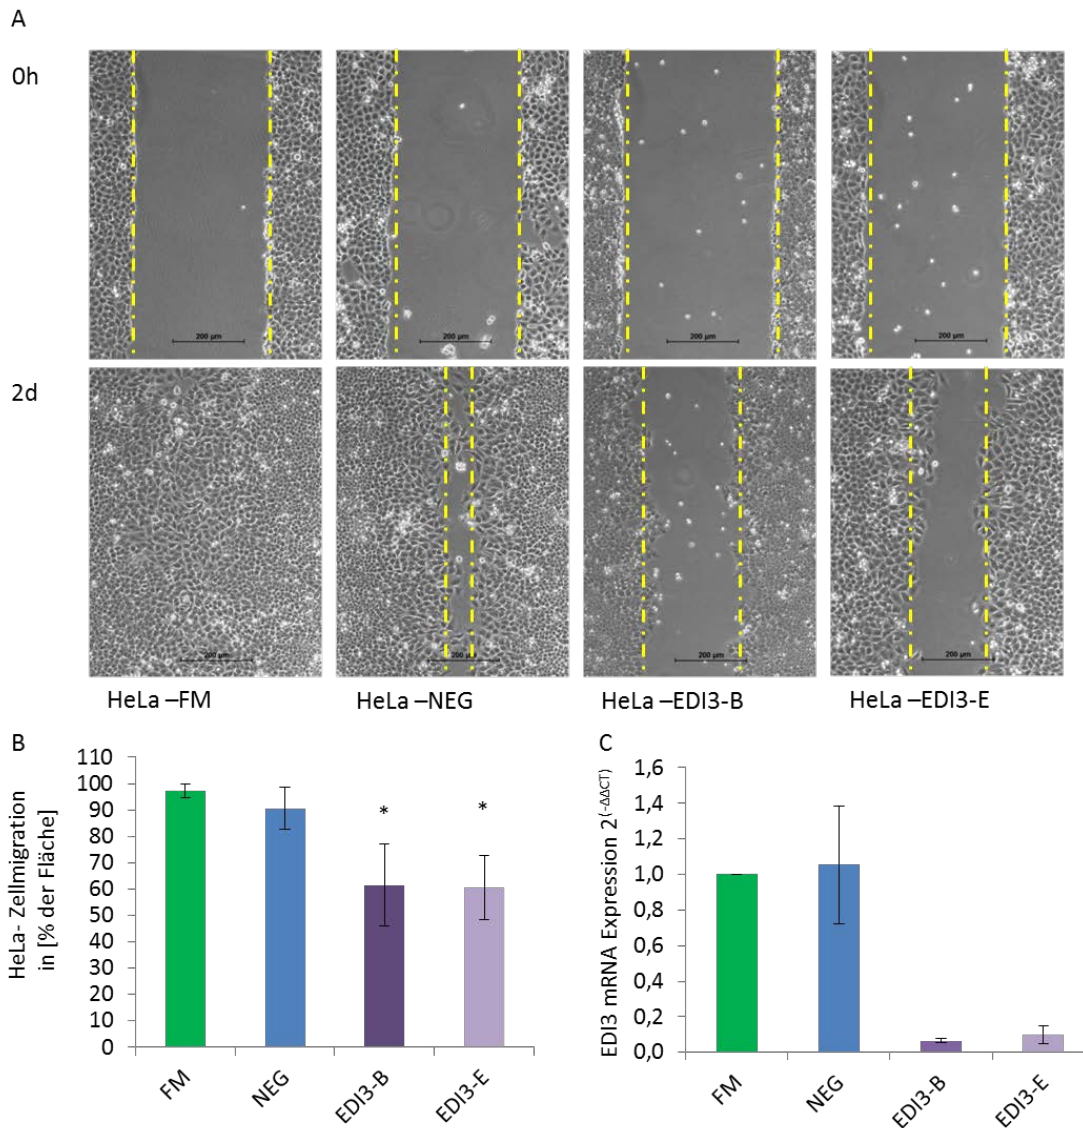 A
0h
200 µm
200 µm
200 µm
200 µm
2d
200 µm
200 µm
200 µm
200 µm
HeLa –FM
HeLa –NEG
HeLa –EDI3-B
HeLa –EDI3-E
B
HeLa- Zellmigration
in [% der Fläche]
110
100
90
80
70
60
50
40
30
20
10
0
*
*
FM
NEG
EDI3-B
EDI3-E
C
EDI3 mRNA Expression 2(-ΔΔCT)
1,6
1,4
1,2
1,0
0,8
0,6
0,4
0,2
0,0
FM
NEG
EDI3-B
EDI3-E